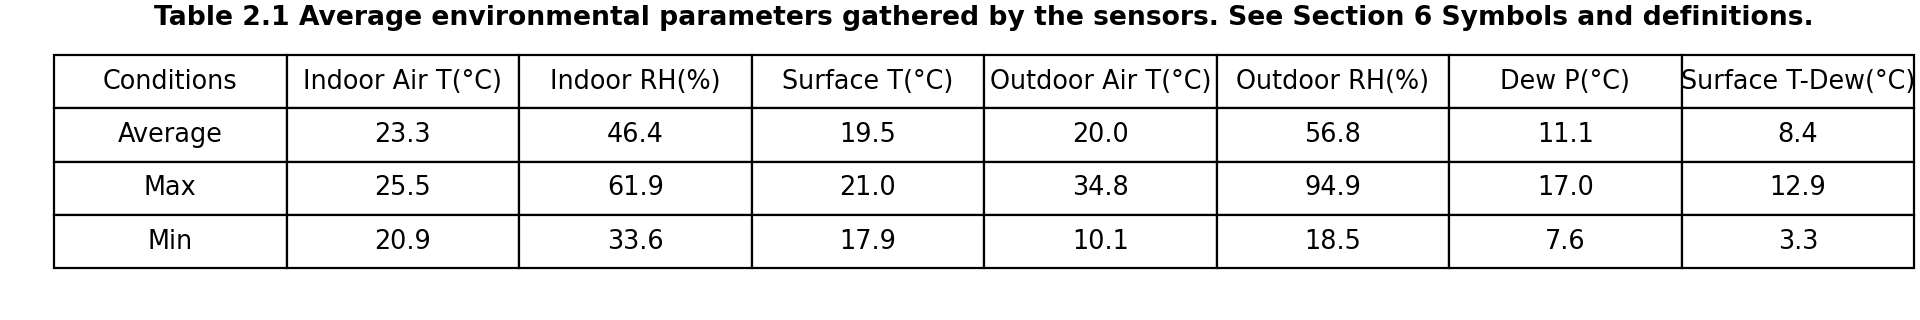 Table 2.1 Average environmental parameters gathered by the sensors. See Section 6 Symbols and definitions.
Conditions Indoor Air T(°C) Indoor RH(%) Surface T(°C) Outdoor Air T(°C) Outdoor RH(%) Dew P(°C) Surface T-Dew(°C)
Average 23.3 46.4 19.5 20.0 56.8 11.1 8.4
Max 25.5 61.9 21.0 34.8 94.9 17.0 12.9
Min 20.9 33.6 17.9 10.1 18.5 7.6 3.3